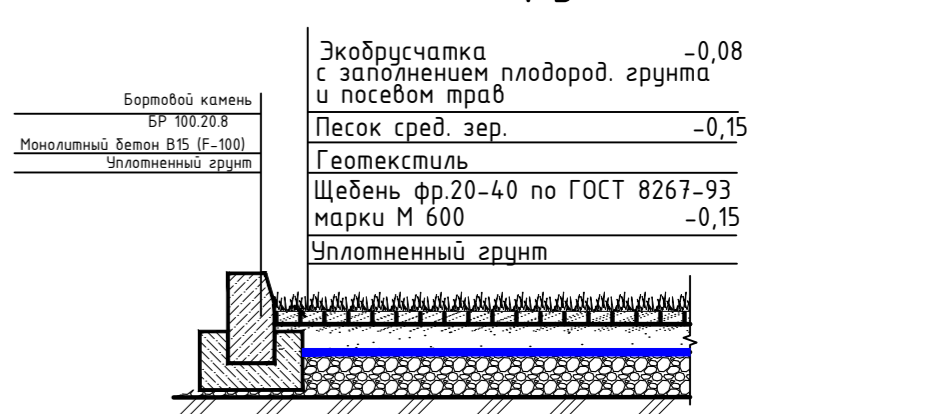 Экобрусчатка -0,08
с заполнением плодород. грунта
и посевом трав
Песок сред. зер. -0,15
Геотекстиль
Щебень фр.20-40 по ГОСТ 8267-93
марки М 600 -0,15
Уплотненный грунт
Бортовой камень
БР 100.20.8
Монолитный бетон В15 (F-100)
Уплотненный грунт